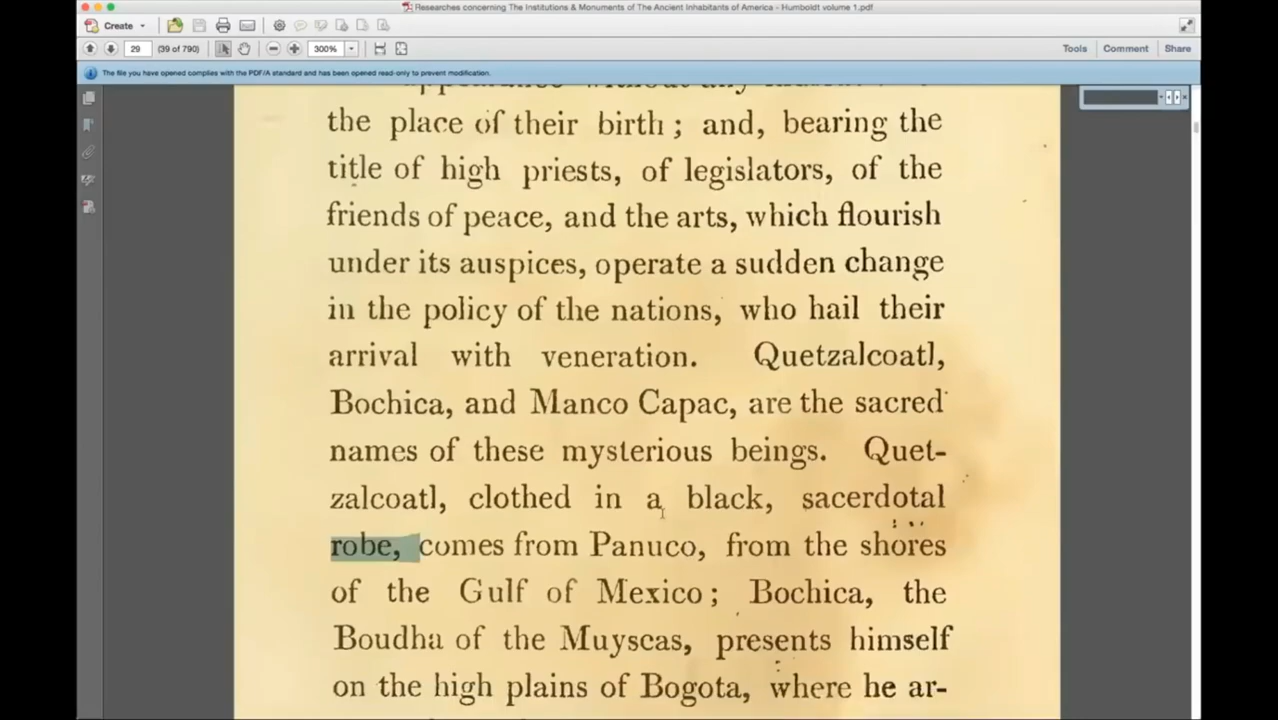 Researches concerning The Institutions & Monuments of The Ancient Inhabitants of America - Humboldt volume 1.pdf
Create
29 (39 of 790) 300% Tools Comment Share
The file you have opened complies with the PDF/A standard and has been opened read-only to prevent modification.
the place of their birth ; and, bearing the
title of high priests, of legislators, of the
friends of peace, and the arts, which flourish
under its auspices, operate a sudden change
in the policy of the nations, who hail their
arrival with veneration. Quetzalcoatl,
Bochica, and Manco Capac, are the sacred
names of these mysterious beings. Quet-
zalcoatl, clothed in a black, sacerdotal
robe, comes from Panuco, from the shores
of the Gulf of Mexico ; Bochica, the
Boudha of the Muyscas, presents himself
on the high plains of Bogota, where he ar-